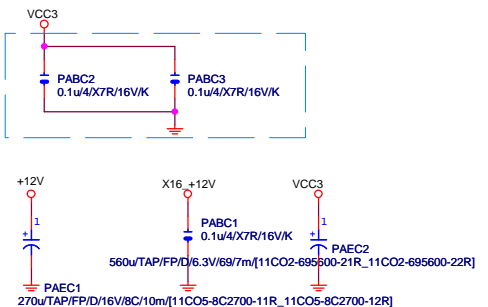 VCC3
PABC2
0.1u/4/X7R/16V/K
PABC3
0.1u/4/X7R/16V/K
+12V
X16_+12V
VCC3
1
+
PABC1
0.1u/4/X7R/16V/K
1
+
PAEC2
560u/TAP/FP/D/6.3V/69/7m/[11CO2-695600-21R_11CO2-695600-22R]
PAEC1
270u/TAP/FP/D/16V/8C/10m/[11CO5-8C2700-11R_11CO5-8C2700-12R]